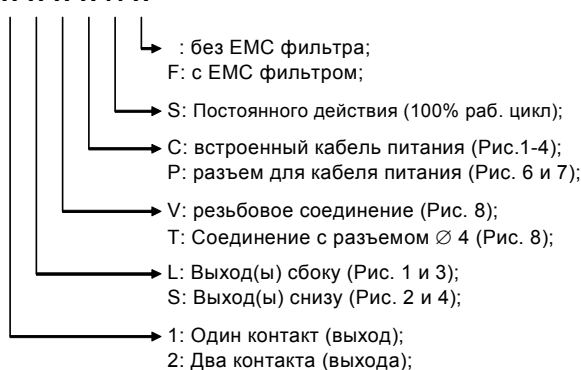 : без EMC фильтра;
F: с EMC фильтром;
S: Постоянного действия (100% раб. цикл);
C: встроенный кабель питания (Рис.1-4);
P: разъем для кабеля питания (Рис. 6 и 7);
V: резьбовое соединение (Рис. 8);
T: Соединение с разъемом ∅ 4 (Рис. 8);
L: Выход(ы) сбоку (Рис. 1 и 3);
S: Выход(ы) снизу (Рис. 2 и 4);
1: Один контакт (выход);
2: Два контакта (выхода);